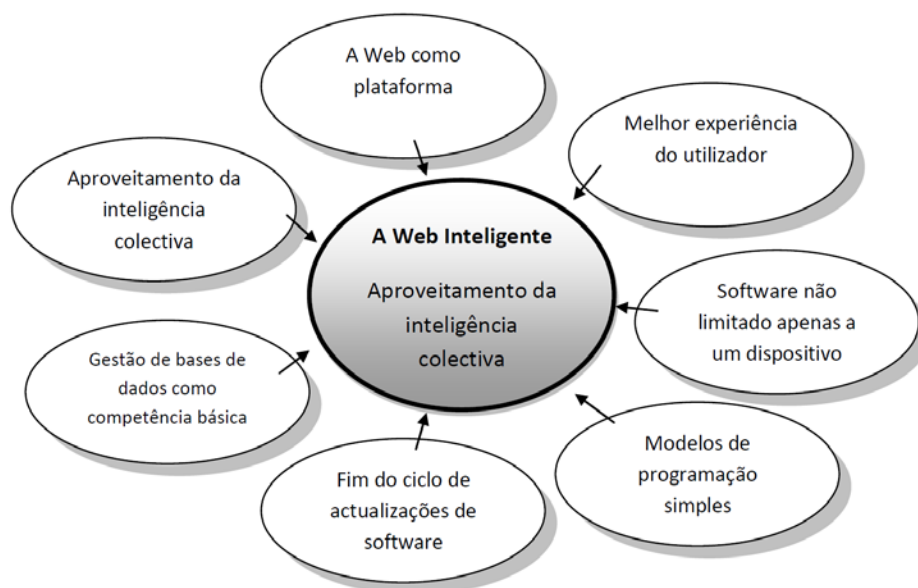 A Web como
plataforma
Melhor experiência
do utilizador
Aproveitamento da
inteligência
colectiva
A Web Inteligente
Aproveitamento da
inteligência
colectiva
Software não
limitado apenas a
um dispositivo
Gestão de bases de
dados como
competência básica
Modelos de
programação
simples
Fim do ciclo de
actualizações de
software